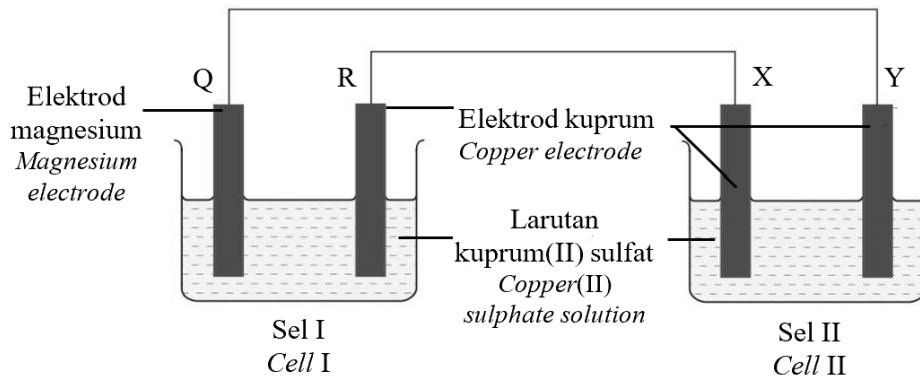 Q
R
X
Y
Elektrod
magnesium
Magnesium
electrode
Elektrod kuprum
Copper electrode
Larutan
kuprum(II) sulfat
Copper(II)
sulphate solution
Sel I
Cell I
Sel II
Cell II